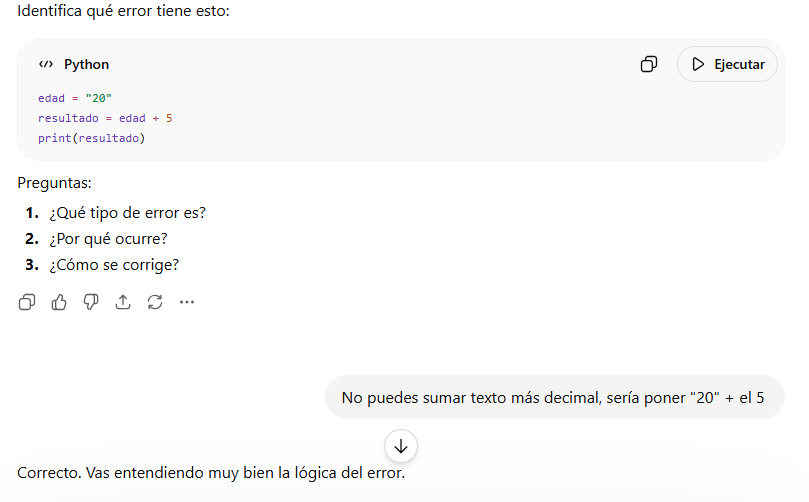 Identifica qué error tiene esto:
</> Python
Ejecutar
edad = "20"
resultado = edad + 5
print(resultado)
Preguntas:
1. ¿Qué tipo de error es?
2. ¿Por qué ocurre?
3. ¿Cómo se corrige?
No puedes sumar texto más decimal, sería poner "20" + el 5
Correcto. Vas entendiendo muy bien la lógica del error.